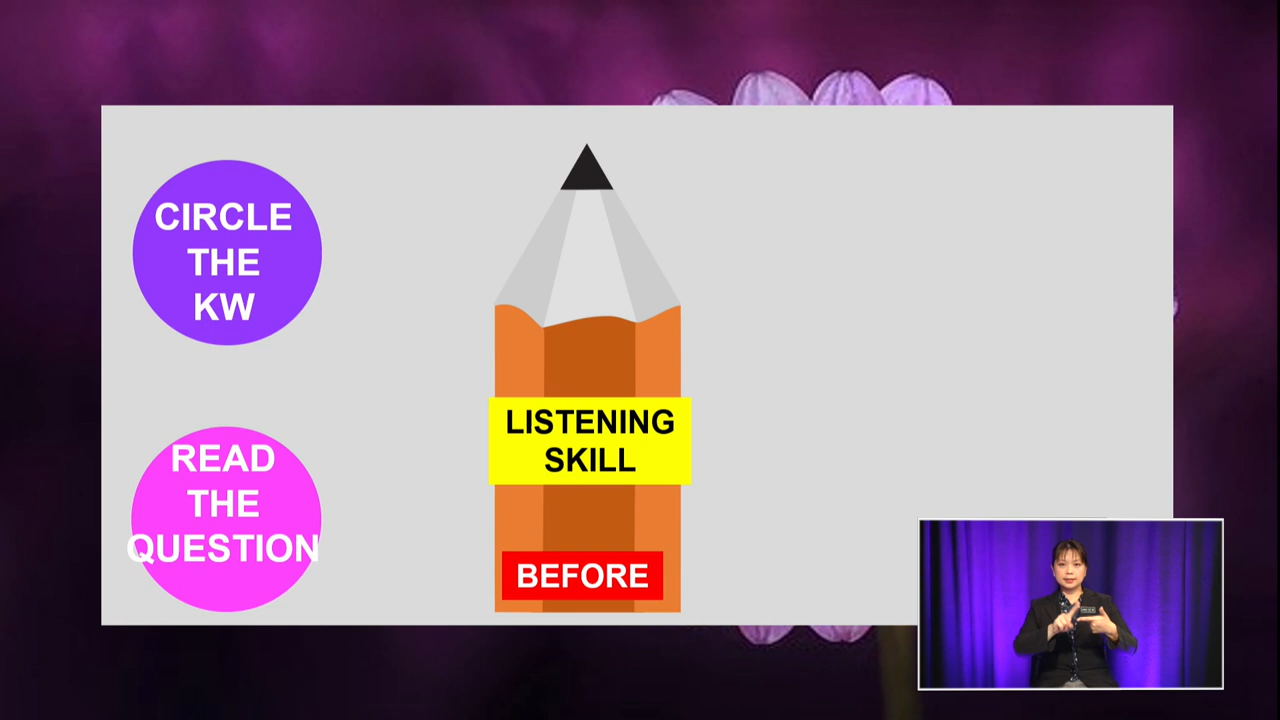 CIRCLE
THE
KW
READ
THE
QUESTION
LISTENING
SKILL
BEFORE